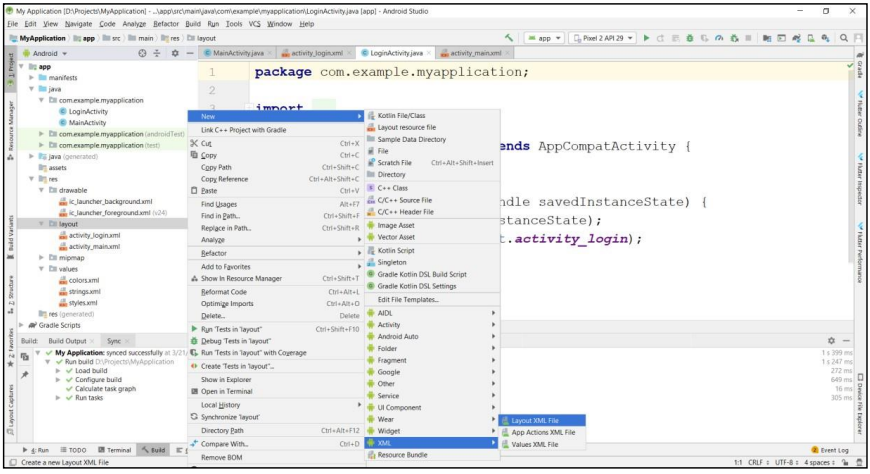 MyApplication [D:\Projects\MyApplication] - ...\app\src\main\java\com\example\myapplication\LoginActivity.java [app] - Android Studio
File Edit View Navigate Code Analyze Refactor Build Run Tools VCS Window Help
MyApplication app src main res layout
app Pixel 2 API 29
Android
MainActivity.java activity_login.xml LoginActivity.java activity_main.xml
1: Project
Resource Manager
Build Variants
2: Structure
2: Favorites
Layout Captures
Gradle
Flutter Outline
Flutter Inspector
Flutter Performance
Device File Explorer
app
manifests
java
com.example.myapplication
LoginActivity
MainActivity
com.example.myapplication (androidTest)
com.example.myapplication (test)
java (generated)
assets
res
drawable
ic_launcher_background.xml
ic_launcher_foreground.xml (v24)
layout
activity_login.xml
activity_main.xml
mipmap
values
colors.xml
strings.xml
styles.xml
res (generated)
Gradle Scripts
1 package com.example.myapplication;
2
3 import
ends AppCompatActivity {
ndle savedInstanceState) {
stanceState);
t.activity_login);
New
Link C++ Project with Gradle
Cut Ctrl+X
Copy Ctrl+C
Copy Path Ctrl+Shift+C
Copy Reference Ctrl+Alt+Shift+C
Paste Ctrl+V
Find Usages Alt+F7
Find in Path... Ctrl+Shift+F
Replace in Path... Ctrl+Shift+R
Analyze
Refactor
Add to Favorites
Show In Resource Manager Ctrl+Shift+T
Reformat Code Ctrl+Alt+L
Optimize Imports Ctrl+Alt+O
Delete... Delete
Run 'Tests in 'layout'' Ctrl+Shift+F10
Debug 'Tests in 'layout''
Run 'Tests in 'layout'' with Coverage
Create 'Tests in 'layout''...
Show in Explorer
Open in Terminal
Local History
Synchronize 'layout'
Directory Path Ctrl+Alt+F12
Compare With... Ctrl+D
Remove BOM
Kotlin File/Class
Layout resource file
Sample Data Directory
File
Scratch File Ctrl+Alt+Shift+Insert
Directory
C++ Class
C/C++ Source File
C/C++ Header File
Image Asset
Vector Asset
Kotlin Script
Singleton
Gradle Kotlin DSL Build Script
Gradle Kotlin DSL Settings
Edit File Templates...
AIDL
Activity
Android Auto
Folder
Fragment
Google
Other
Service
UI Component
Wear
Widget
XML
Resource Bundle
Layout XML File
App Actions XML File
Values XML File
Build: Build Output Sync
My Application: synced successfully at 3/21/ 1 s 399 ms
Run build D:\Projects\MyApplication 1 s 247 ms
Load build 272 ms
Configure build 649 ms
Calculate task graph 16 ms
Run tasks 305 ms
4: Run TODO Terminal Build Event Log
Create a new Layout XML File 1:1 CRLF UTF-8 4 spaces